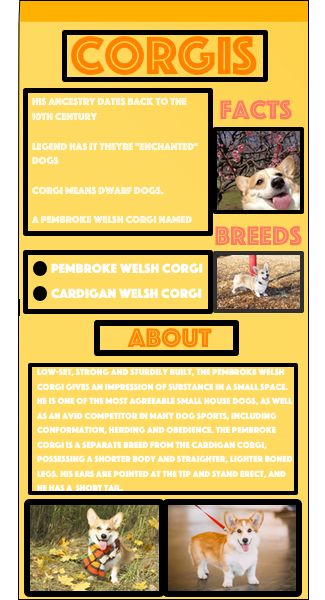 CORGIS
HIS ANCESTRY DATES BACK TO THE
10TH CENTURY
LEGEND HAS IT THEYRE "ENCHANTED"
DOGS
CORGI MEANS DWARF DOGS.
A PEMBROKE WELSH CORGI NAMED
FACTS
BREEDS
PEMBROKE WELSH CORGI
CARDIGAN WELSH CORGI
ABOUT
LOW-SET, STRONG AND STURDILY BUILT, THE PEMBROKE WELSH
CORGI GIVES AN IMPRESSION OF SUBSTANCE IN A SMALL SPACE.
HE IS ONE OF THE MOST AGREEABLE SMALL HOUSE DOGS, AS WELL
AS AN AVID COMPETITOR IN MANY DOG SPORTS, INCLUDING
CONFORMATION, HERDING AND OBEDIENCE. THE PEMBROKE
CORGI IS A SEPARATE BREED FROM THE CARDIGAN CORGI,
POSSESSING A SHORTER BODY AND STRAIGHTER, LIGHTER BONED
LEGS. HIS EARS ARE POINTED AT THE TIP AND STAND ERECT, AND
HE HAS A SHORT TAIL.